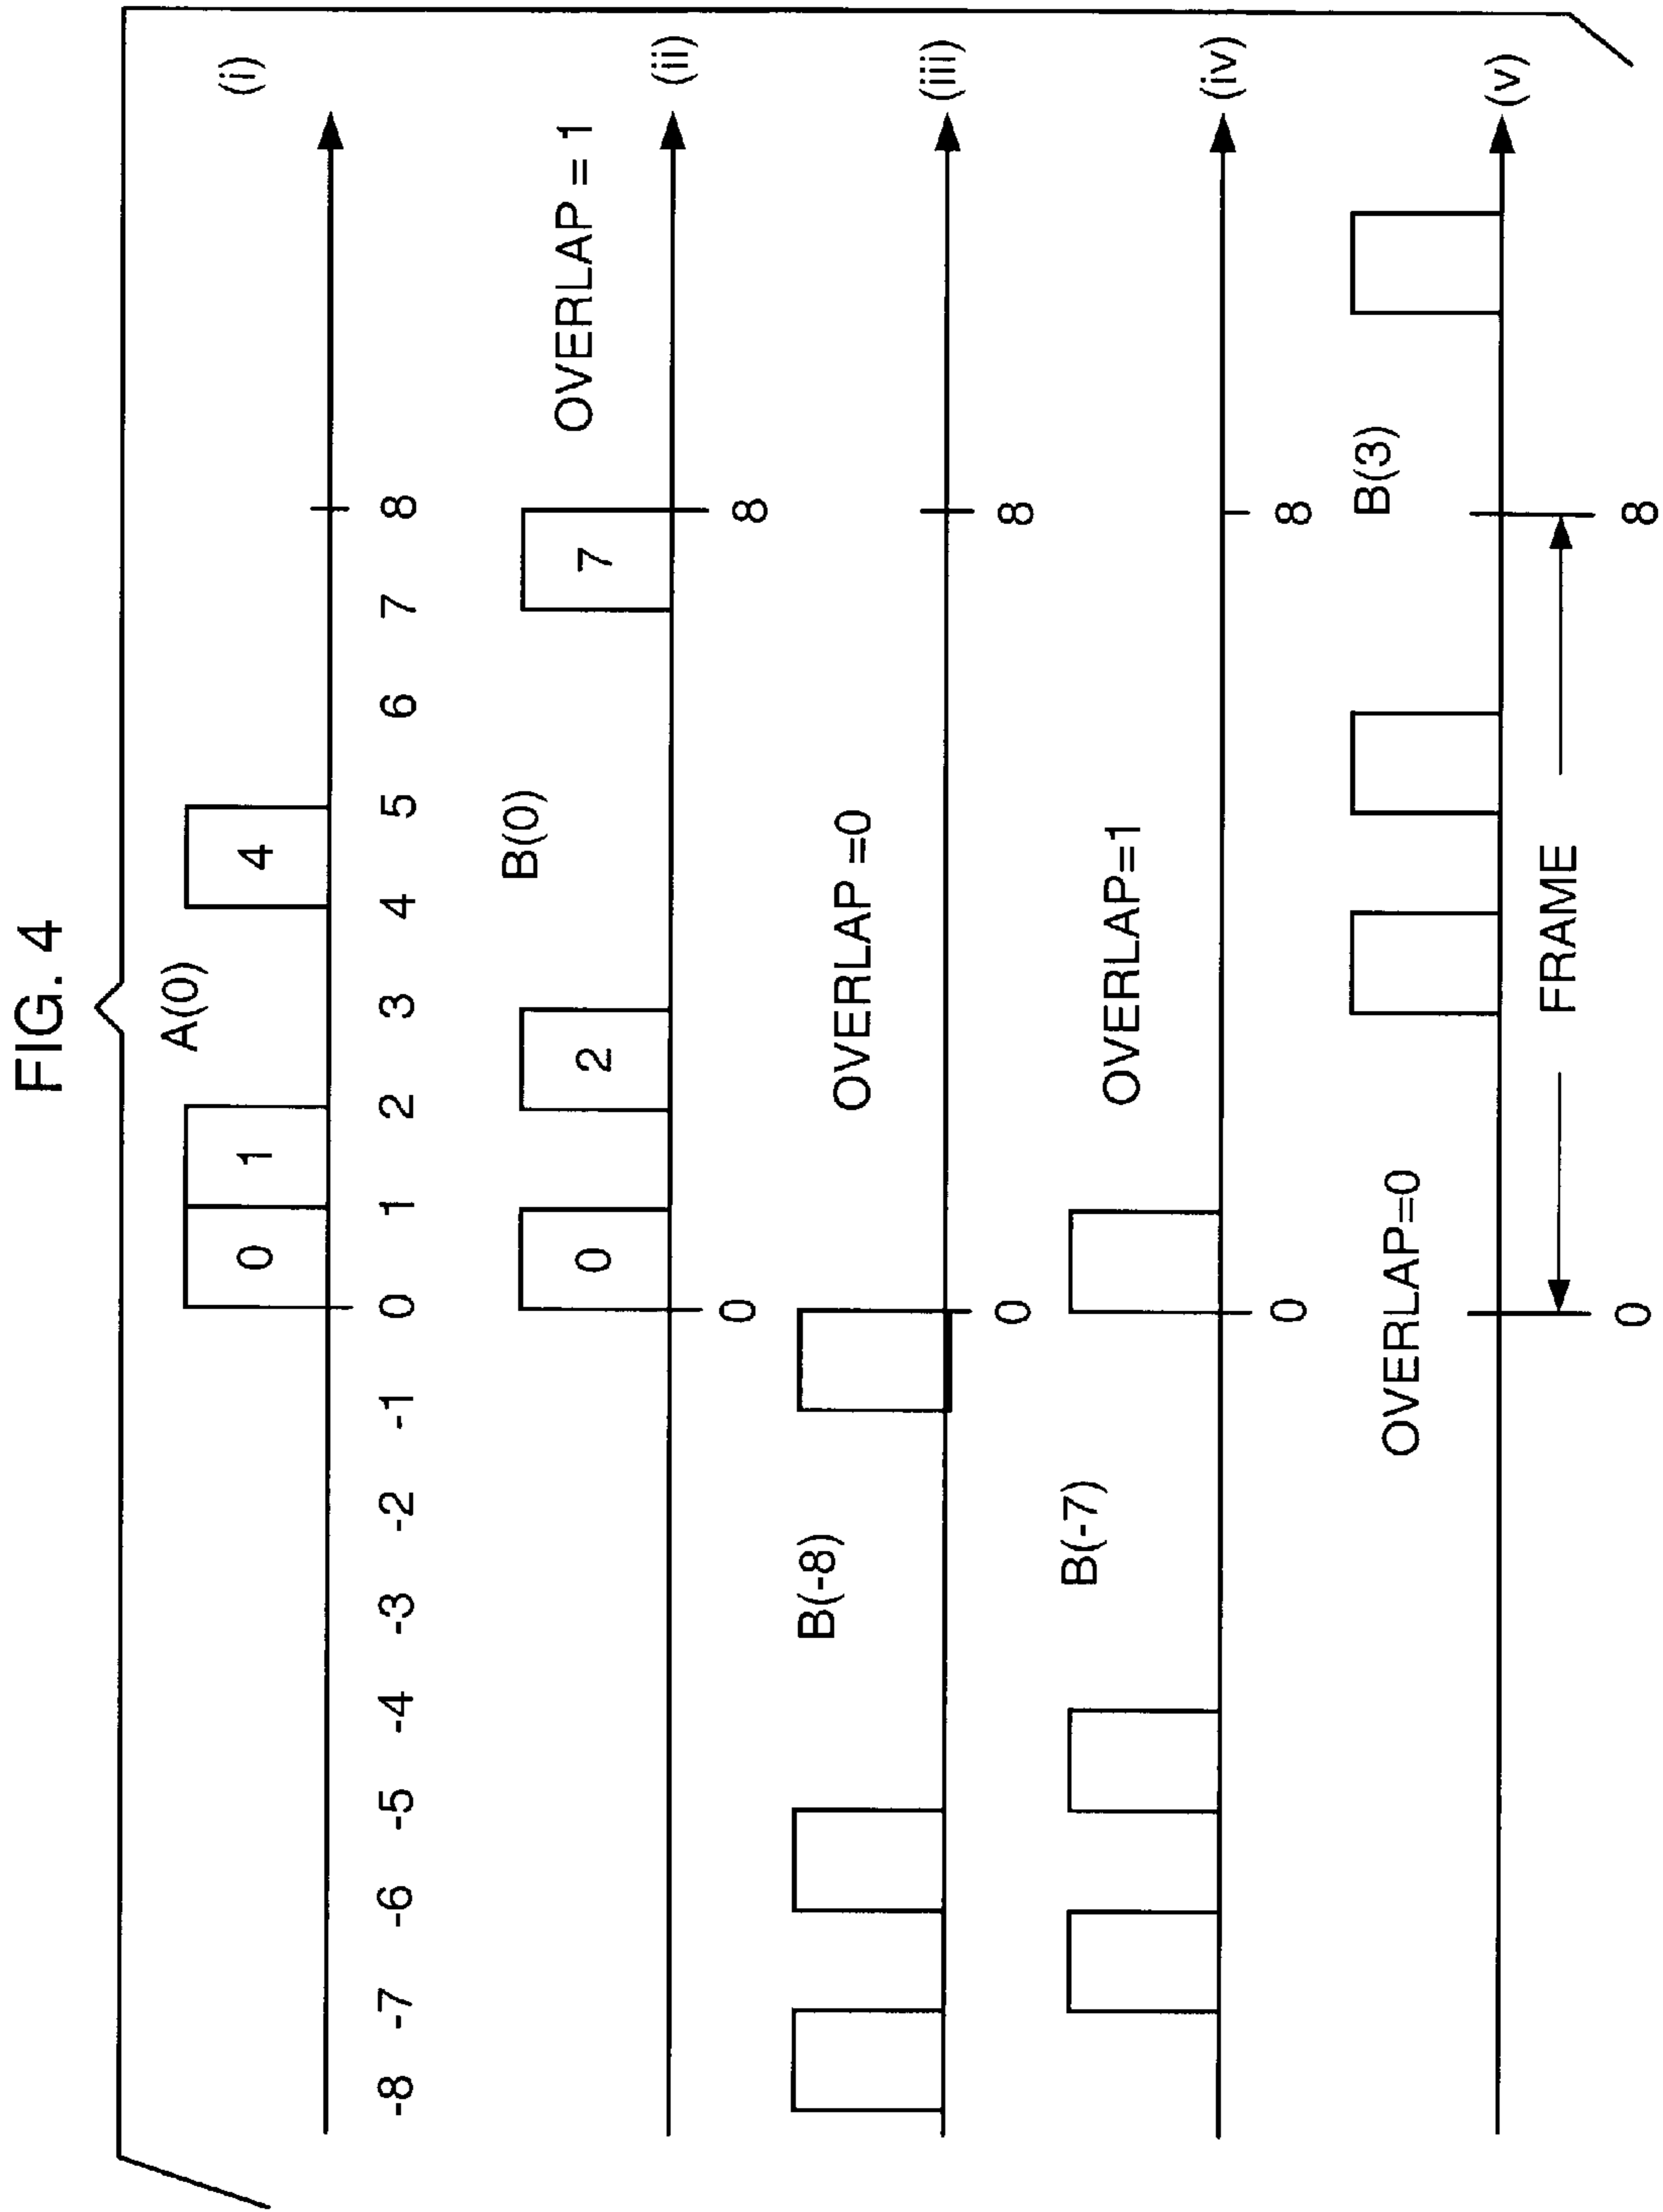 FIG. 4
A(0)
(i)
0 1 4
-8 -7 -6 -5 -4 -3 -2 -1 0 1 2 3 4 5 6 7 8
B(0)
OVERLAP = 1
(ii)
0 2 7
0 8
B(-8)
OVERLAP =0
(iii)
0 8
B(-7)
OVERLAP=1
(iv)
0 8
OVERLAP=0
B(3)
(v)
FRAME
0 8